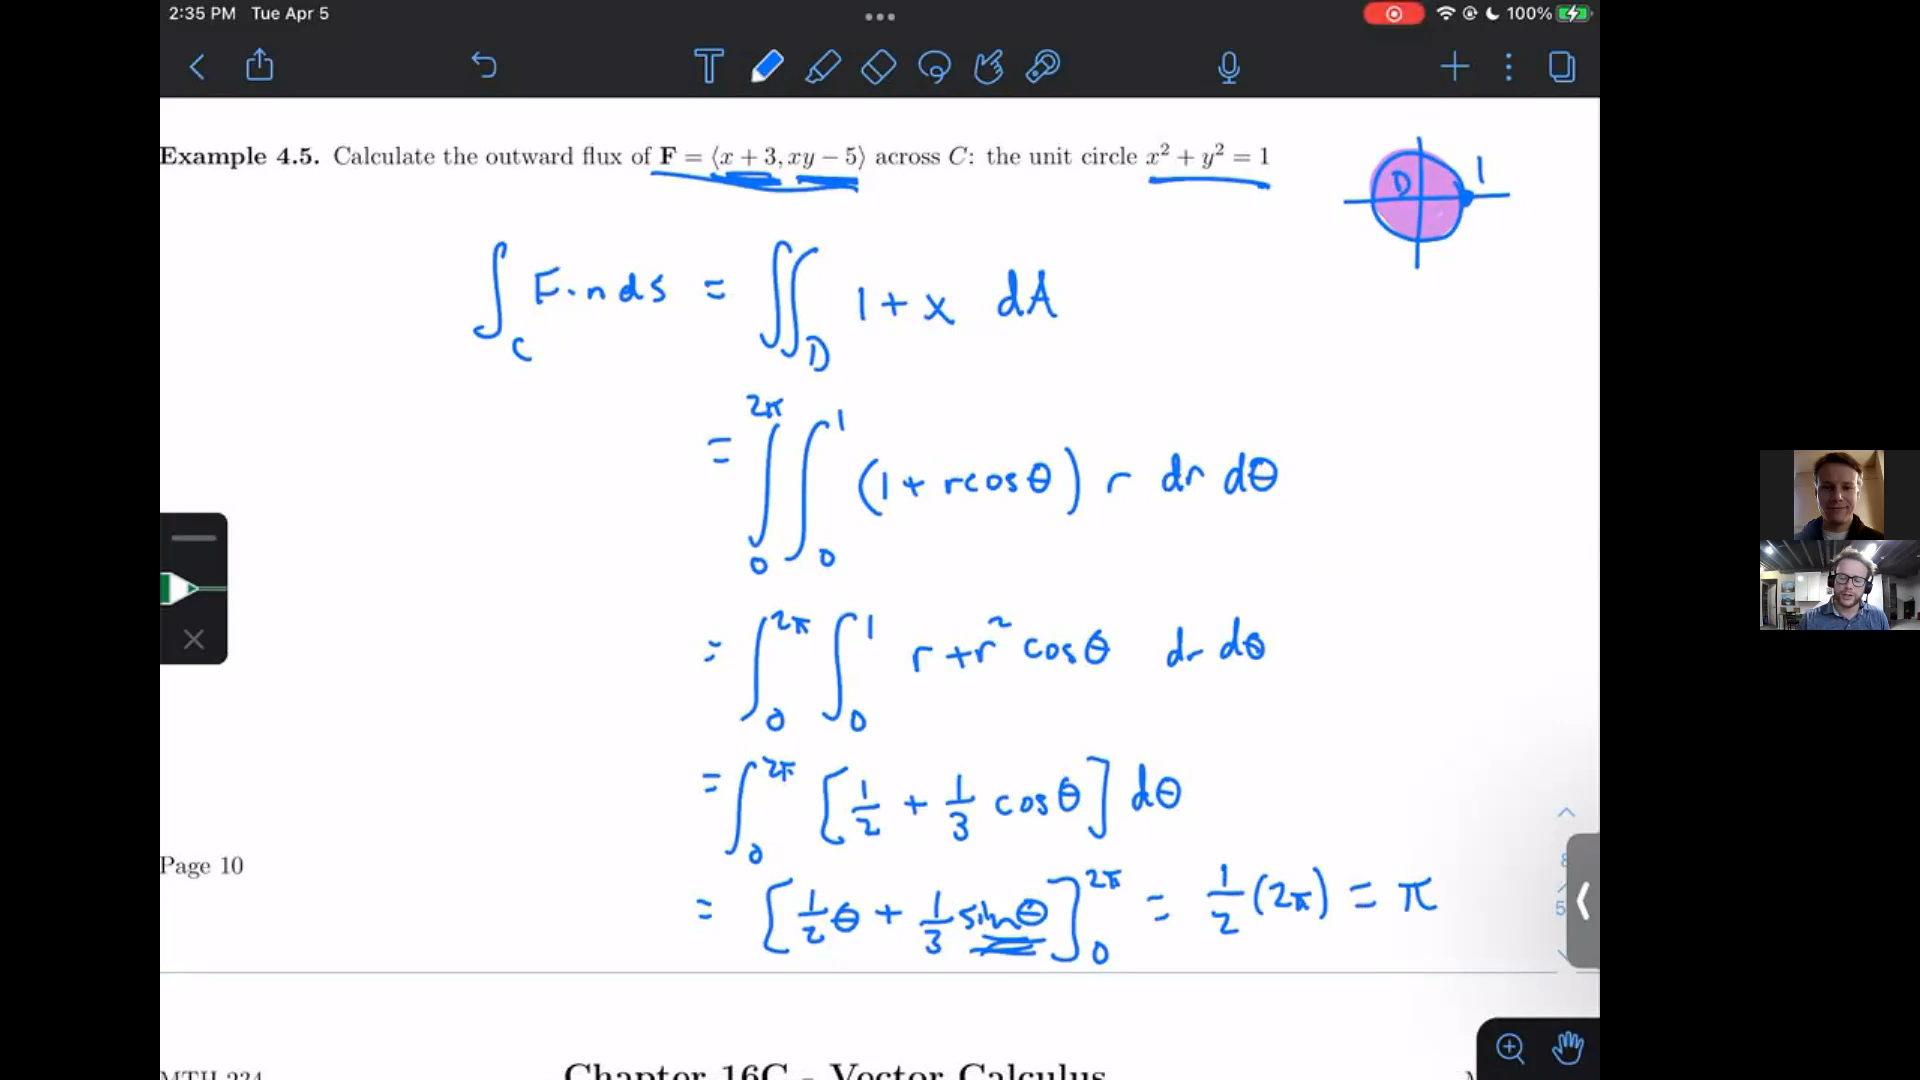 2:35 PM Tue Apr 5
100%
Example 4.5. Calculate the outward flux of F = ⟨x + 3, xy − 5⟩ across C: the unit circle x² + y² = 1
D 1
∫_C F·n ds = ∬_D 1 + x dA
= ∫_0^{2π} ∫_0^1 (1 + r cos θ) r dr dθ
= ∫_0^{2π} ∫_0^1 r + r² cos θ dr dθ
= ∫_0^{2π} [1/2 + 1/3 cos θ] dθ
Page 10
= [1/2 θ + 1/3 sin θ]_0^{2π} = 1/2 (2π) = π
MTH 234
Chapter 16C - Vector Calculus